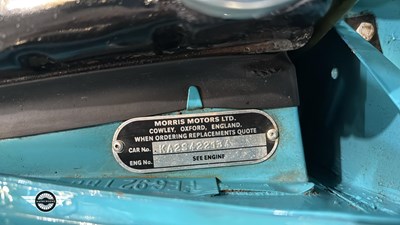 MORRIS MOTORS LTD.
COWLEY, OXFORD, ENGLAND.
WHEN ORDERING REPLACEMENTS QUOTE
CAR No.
ENG No. SEE ENGINE